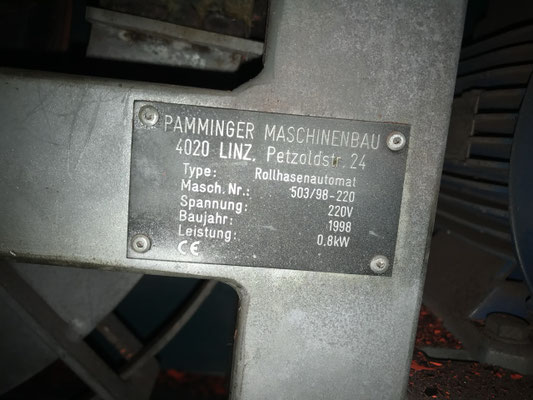 PAMMINGER MASCHINENBAU
4020 LINZ, Petzoldstr. 24
Type: Rollhasenautomat
Masch. Nr.: 503/98-220
Spannung: 220V
Baujahr: 1998
Leistung: 0,8kW
CE